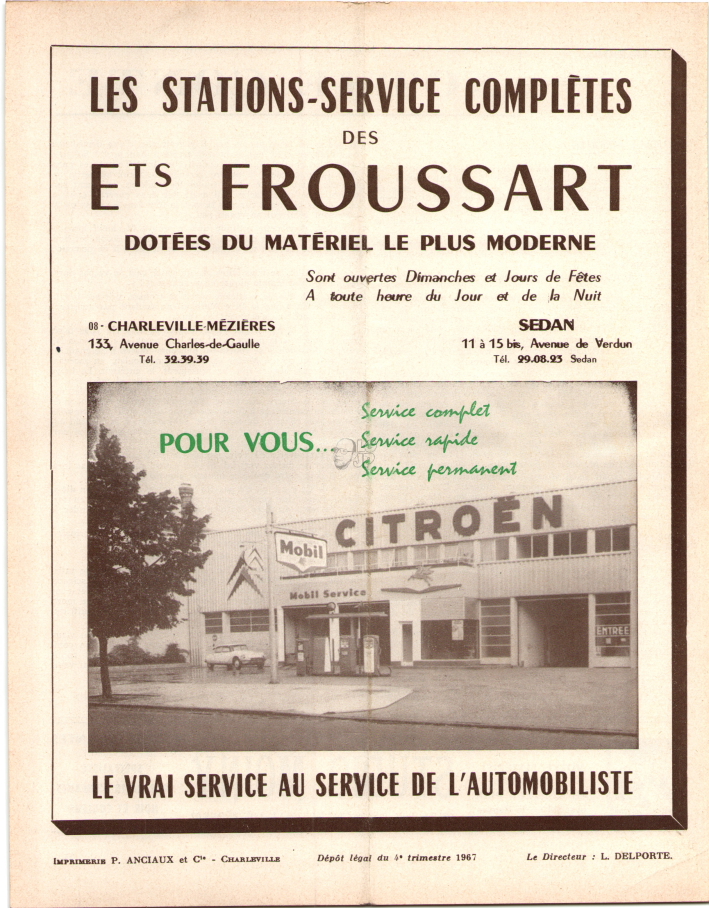 LES STATIONS-SERVICE COMPLÈTES
DES
ETS FROUSSART
DOTÉES DU MATÉRIEL LE PLUS MODERNE
Sont ouvertes Dimanches et Jours de Fêtes
A toute heure du Jour et de la Nuit
08 - CHARLEVILLE-MÉZIÈRES
133, Avenue Charles-de-Gaulle
Tél. 32.39.39
SEDAN
11 à 15 bis, Avenue de Verdun
Tél. 29.08.23 Sedan
POUR VOUS...
Service complet
Service rapide
Service permanent
CITROËN
Mobil
Mobil Service
ENTREE
LE VRAI SERVICE AU SERVICE DE L'AUTOMOBILISTE
IMPRIMERIE P. ANCIAUX et Cie - CHARLEVILLE
Dépôt légal du 4e trimestre 1967
Le Directeur : L. DELPORTE.